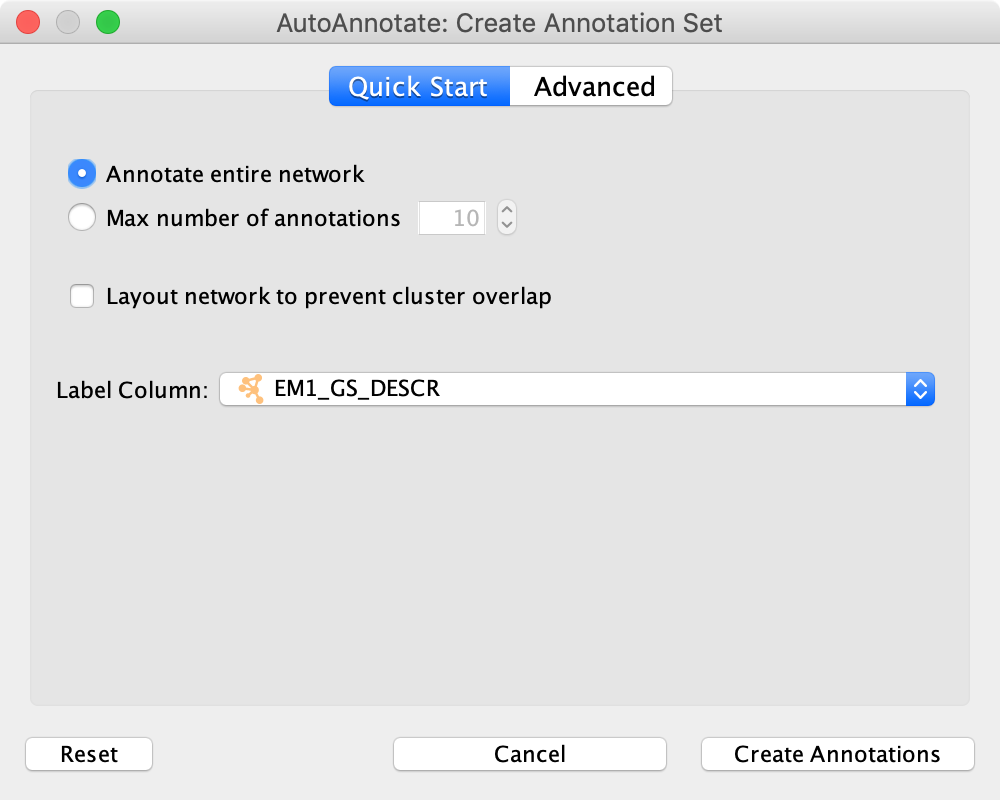 AutoAnnotate: Create Annotation Set
Quick Start Advanced
Annotate entire network
Max number of annotations 10
Layout network to prevent cluster overlap
Label Column: EM1_GS_DESCR
Reset Cancel Create Annotations